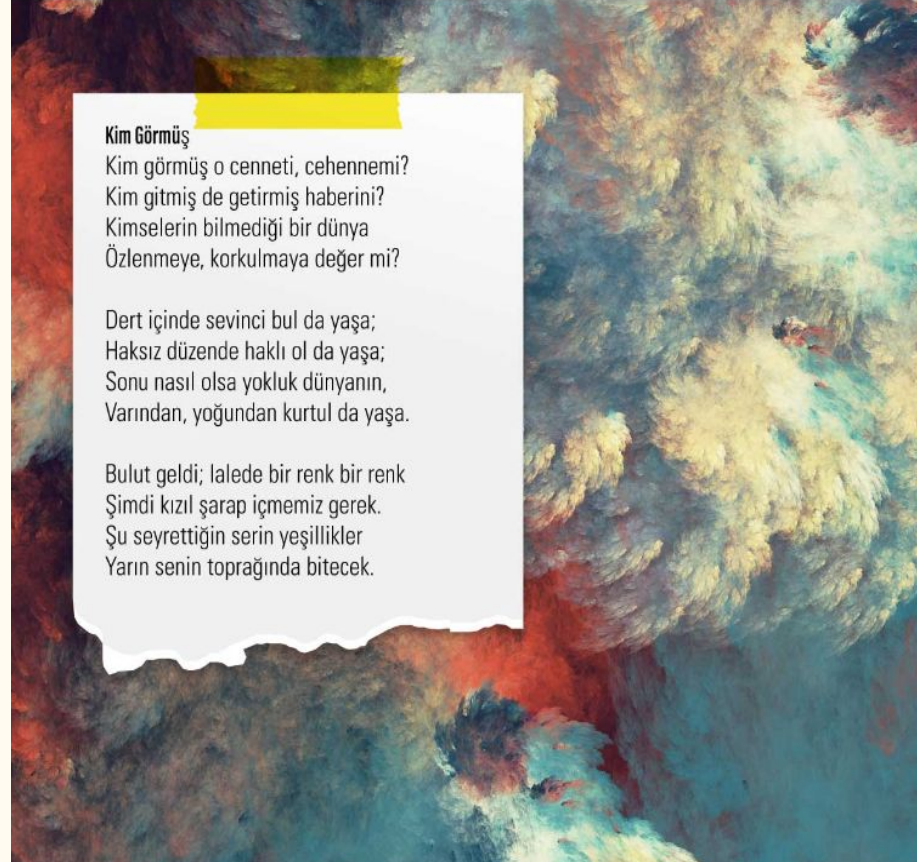 Kim Görmüş
Kim görmüş o cenneti, cehennemi?
Kim gitmiş de getirmiş haberini?
Kimselerin bilmediği bir dünya
Özlenmeye, korkulmaya değer mi?

Dert içinde sevinci bul da yaşa;
Haksız düzende haklı ol da yaşa;
Sonu nasıl olsa yokluk dünyanın,
Varından, yoğundan kurtul da yaşa.

Bulut geldi; lalede bir renk bir renk
Şimdi kızıl şarap içmemiz gerek.
Şu seyrettiğin serin yeşillikler
Yarın senin toprağında bitecek.